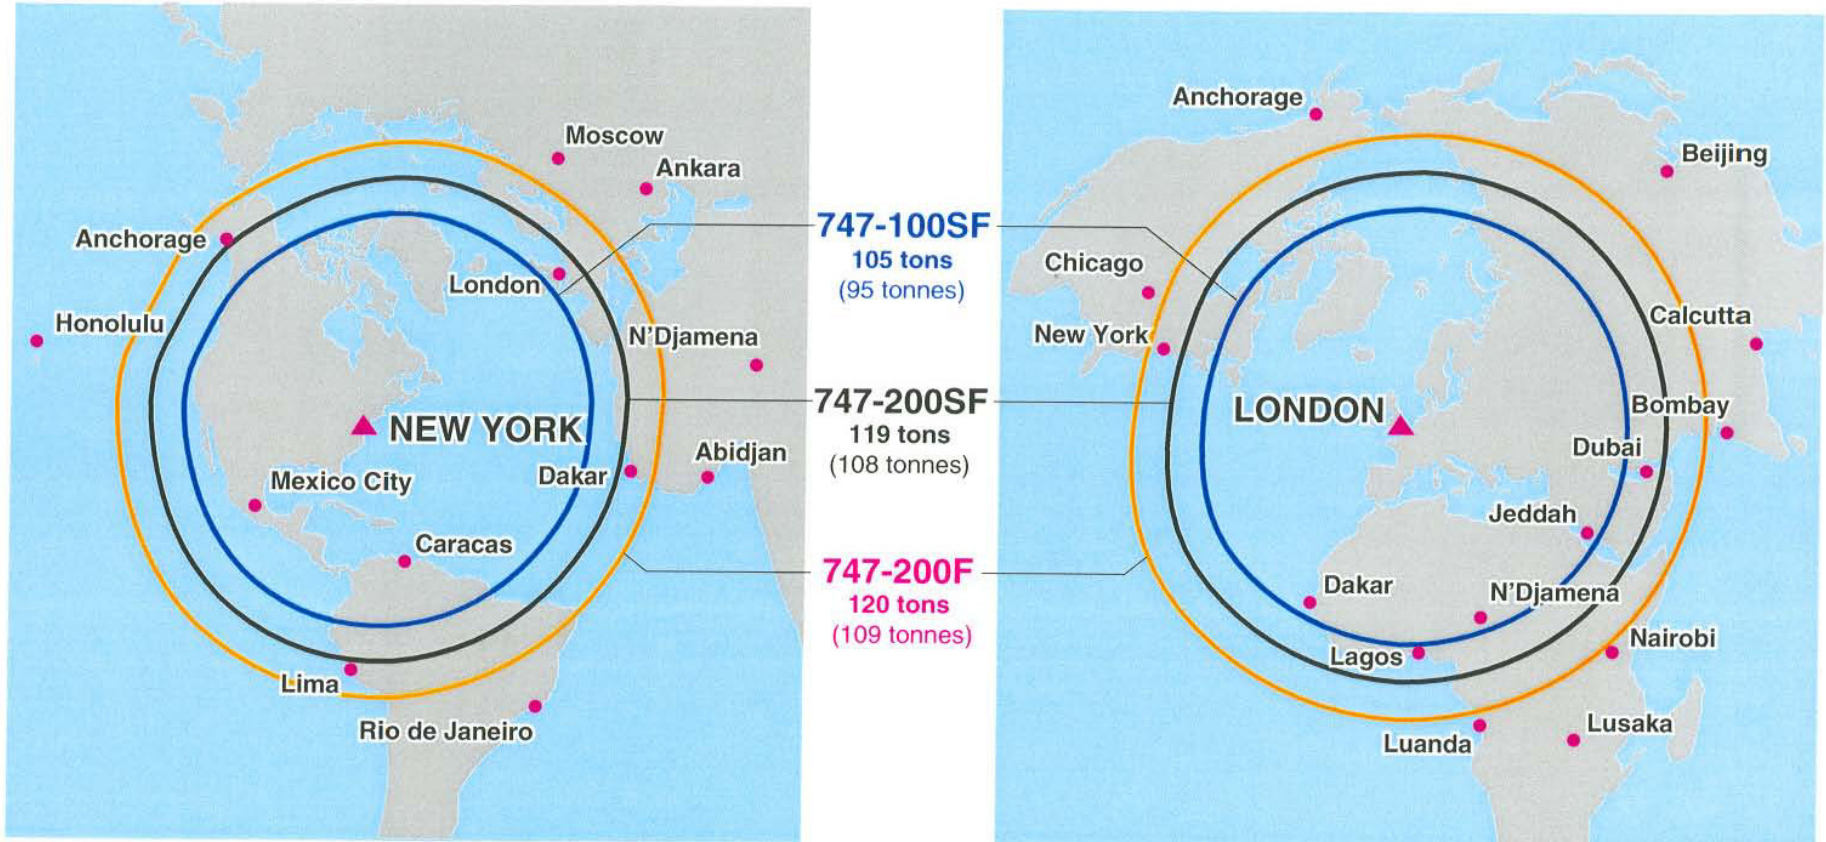 Moscow
Ankara
Anchorage
London
Honolulu
N'Djamena
NEW YORK
Mexico City
Dakar
Abidjan
Caracas
Lima
Rio de Janeiro
747-100SF
105 tons
(95 tonnes)
747-200SF
119 tons
(108 tonnes)
747-200F
120 tons
(109 tonnes)
Anchorage
Beijing
Chicago
New York
Calcutta
LONDON
Bombay
Dubai
Jeddah
Dakar
N'Djamena
Lagos
Nairobi
Luanda
Lusaka